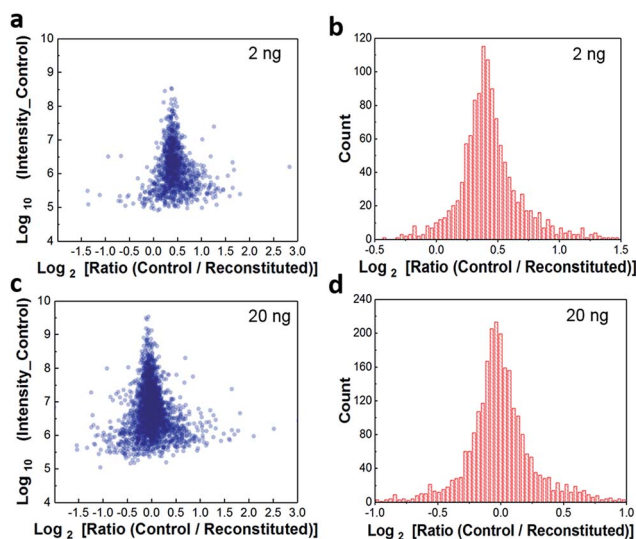 a
2 ng
10
9
8
7
6
5
4
-1.5 -1.0 -0.5 0.0 0.5 1.0 1.5 2.0 2.5 3.0
Log 10 (Intensity_Control)
Log 2 [Ratio (Control / Reconstituted)]
b
2 ng
120
100
80
60
40
20
0
-0.5 0.0 0.5 1.0 1.5
Count
Log 2 [Ratio (Control / Reconstituted)]
c
20 ng
10
9
8
7
6
5
4
-2.0 -1.5 -1.0 -0.5 0.0 0.5 1.0 1.5 2.0 2.5 3.0
Log 10 (Intensity_Control)
Log 2 [Ratio (Control / Reconstituted)]
d
20 ng
240
200
160
120
80
40
0
-1.0 -0.5 0.0 0.5 1.0
Count
Log 2 [Ratio (Control / Reconstituted)]